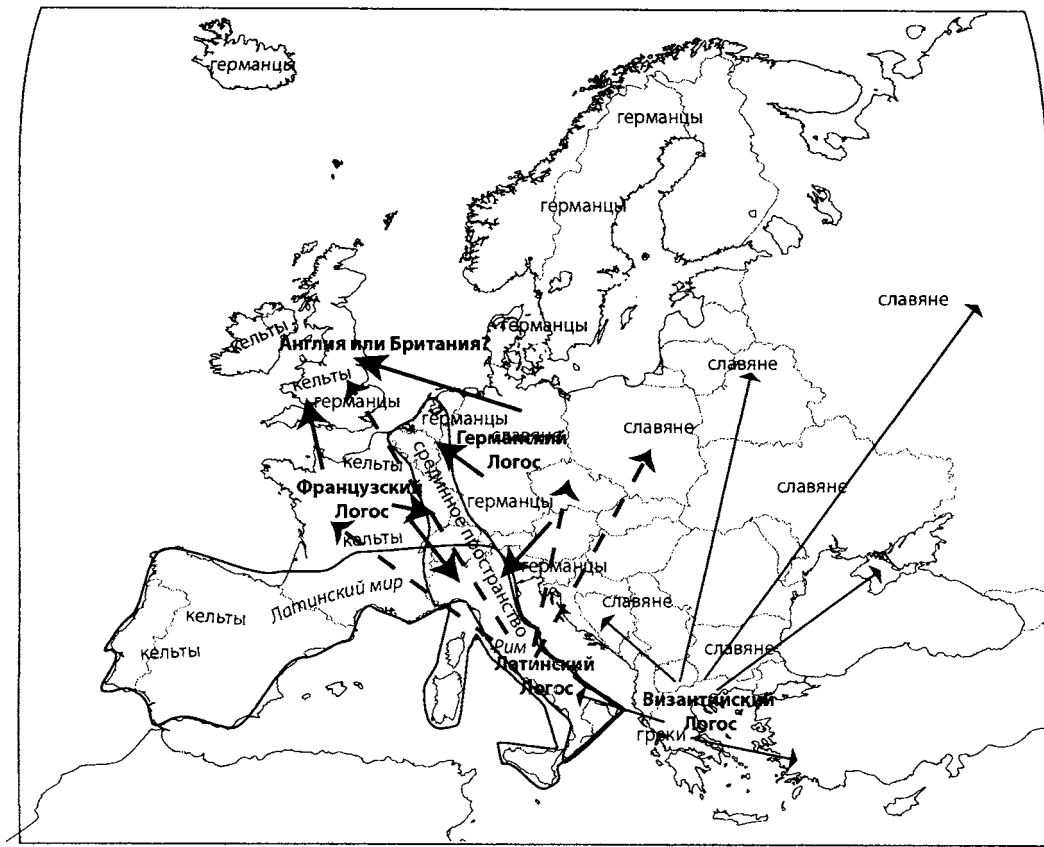 германцы
германцы
германцы
славяне
кельты
германцы
Англия или Британия?
славяне
кельты
германцы
германцы
славяне
славяне
Германский
Логос
кельты
срединное пространство
Французский
Логос
германцы
славяне
кельты
германцы
Латинский мир
кельты
славяне
кельты
Рим
славяне
Латинский
Логос
Византийский
Логос
греки